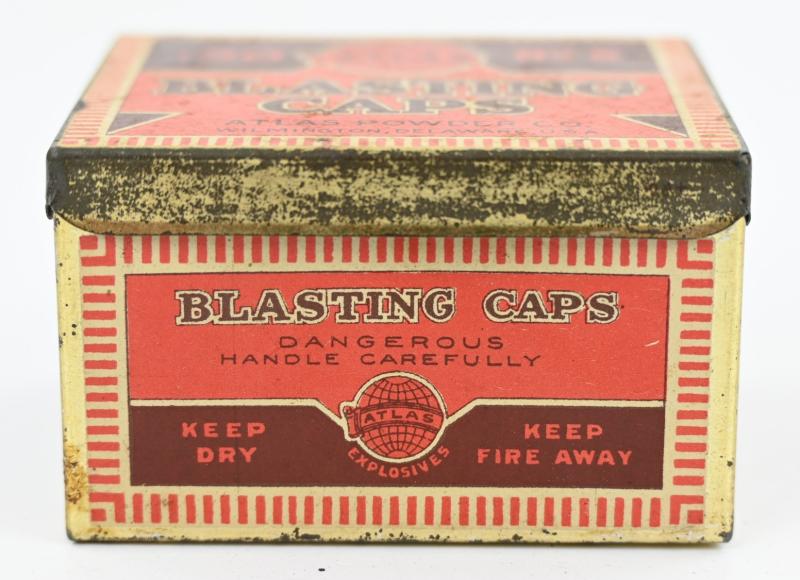 BLASTING
CAPS
ATLAS POWDER CO.
WILMINGTON, DELAWARE, U.S.A.
BLASTING CAPS
DANGEROUS
HANDLE CAREFULLY
ATLAS
EXPLOSIVES
KEEP
DRY
KEEP
FIRE AWAY